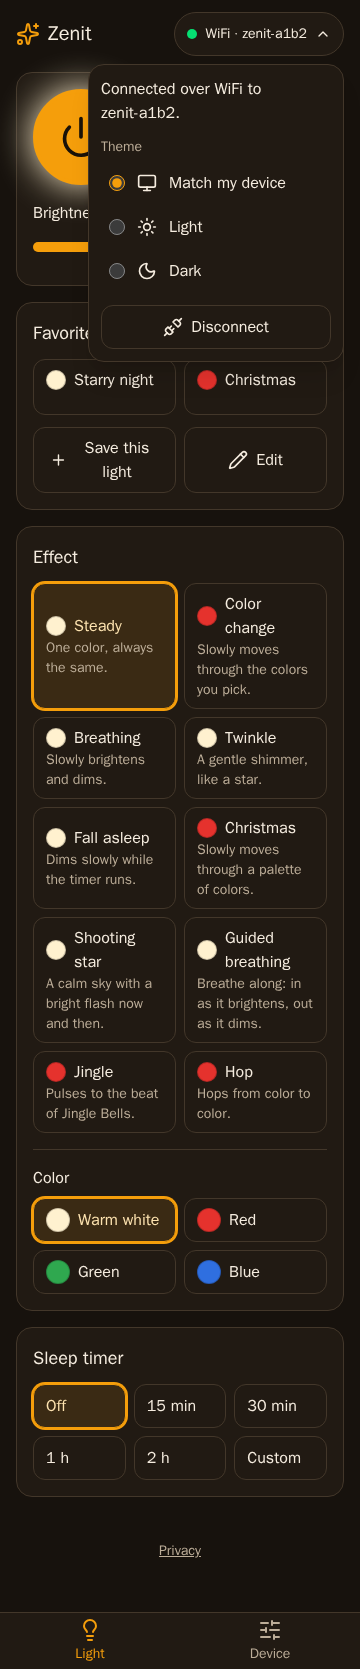 Zenit
WiFi · zenit-a1b2
Connected over WiFi to
zenit-a1b2.
Theme
Match my device
Light
Dark
Disconnect
Starry night
Christmas
Save this
light
Edit
Effect
Steady
One color, always
the same.
Color
change
Slowly moves
through the colors
you pick.
Breathing
Slowly brightens
and dims.
Twinkle
A gentle shimmer,
like a star.
Fall asleep
Dims slowly while
the timer runs.
Christmas
Slowly moves
through a palette
of colors.
Shooting
star
A calm sky with a
bright flash now
and then.
Guided
breathing
Breathe along: in
as it brightens, out
as it dims.
Jingle
Pulses to the beat
of Jingle Bells.
Hop
Hops from color to
color.
Color
Warm white
Red
Green
Blue
Sleep timer
Off
15 min
30 min
1 h
2 h
Custom
Privacy
Light
Device